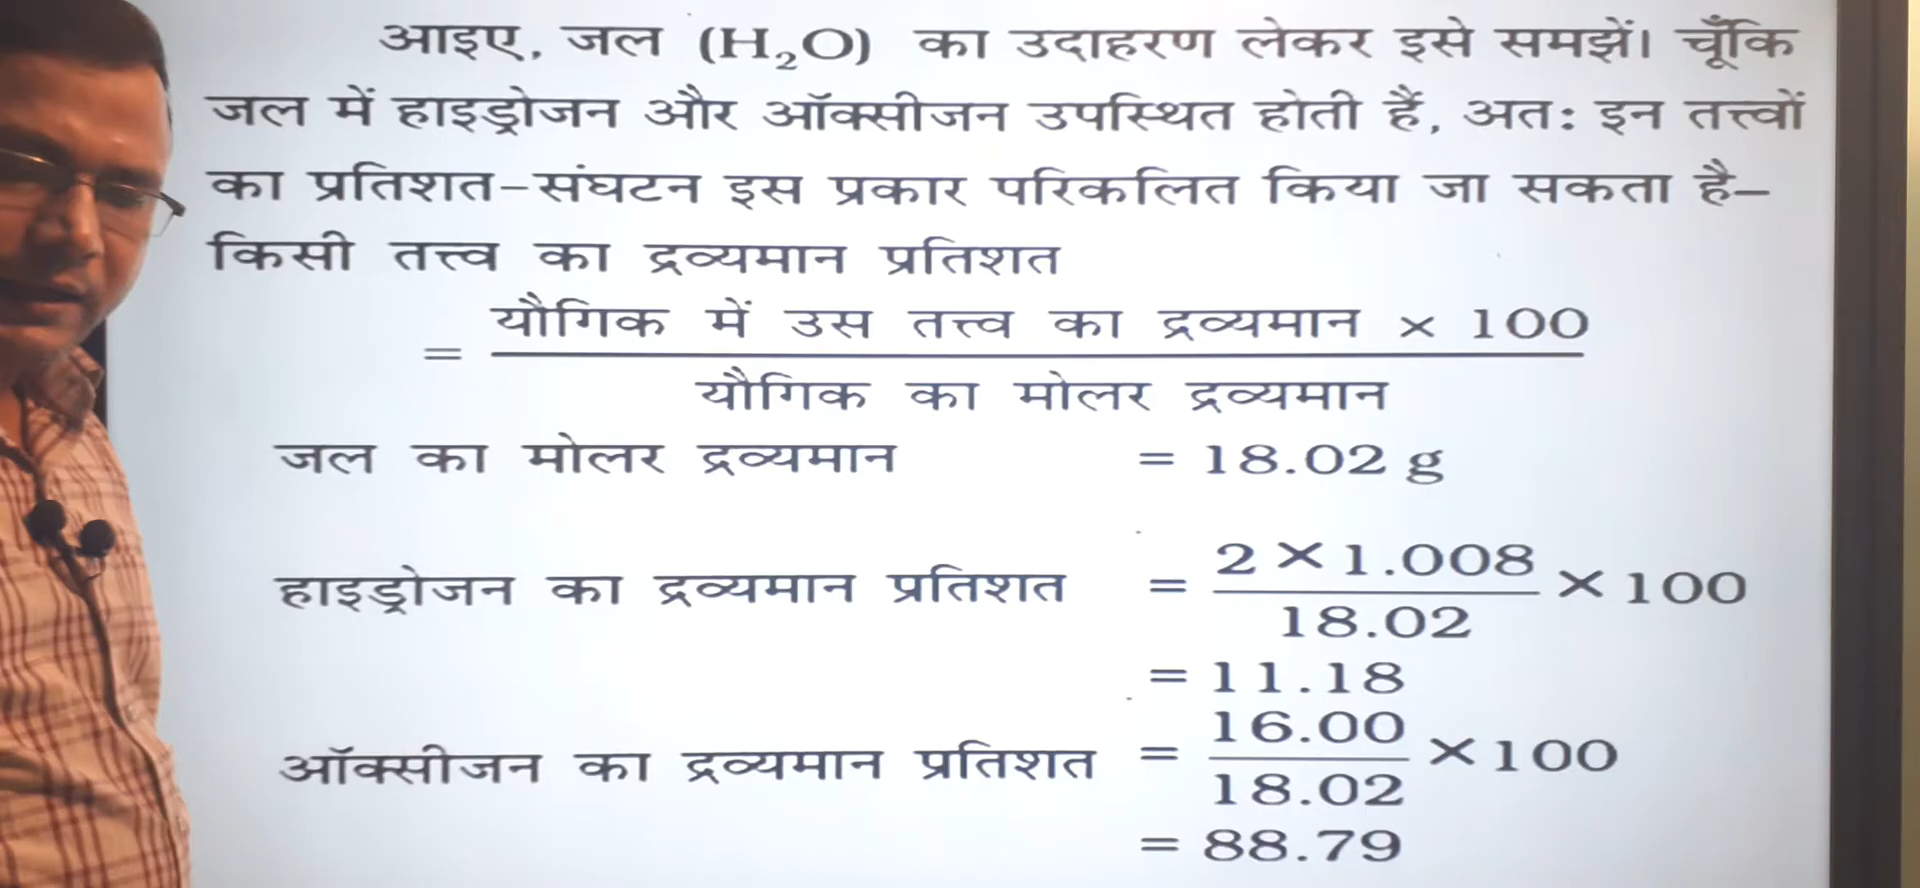 आइए, जल (H₂O) का उदाहरण लेकर इसे समझें। चूँकि
जल में हाइड्रोजन और ऑक्सीजन उपस्थित होती हैं, अतः इन तत्त्वों
का प्रतिशत-संघटन इस प्रकार परिकलित किया जा सकता है–
किसी तत्त्व का द्रव्यमान प्रतिशत
यौगिक में उस तत्त्व का द्रव्यमान × 100
=
यौगिक का मोलर द्रव्यमान
जल का मोलर द्रव्यमान = 18.02 g
2 × 1.008
हाइड्रोजन का द्रव्यमान प्रतिशत = × 100
18.02
= 11.18
16.00
ऑक्सीजन का द्रव्यमान प्रतिशत = × 100
18.02
= 88.79